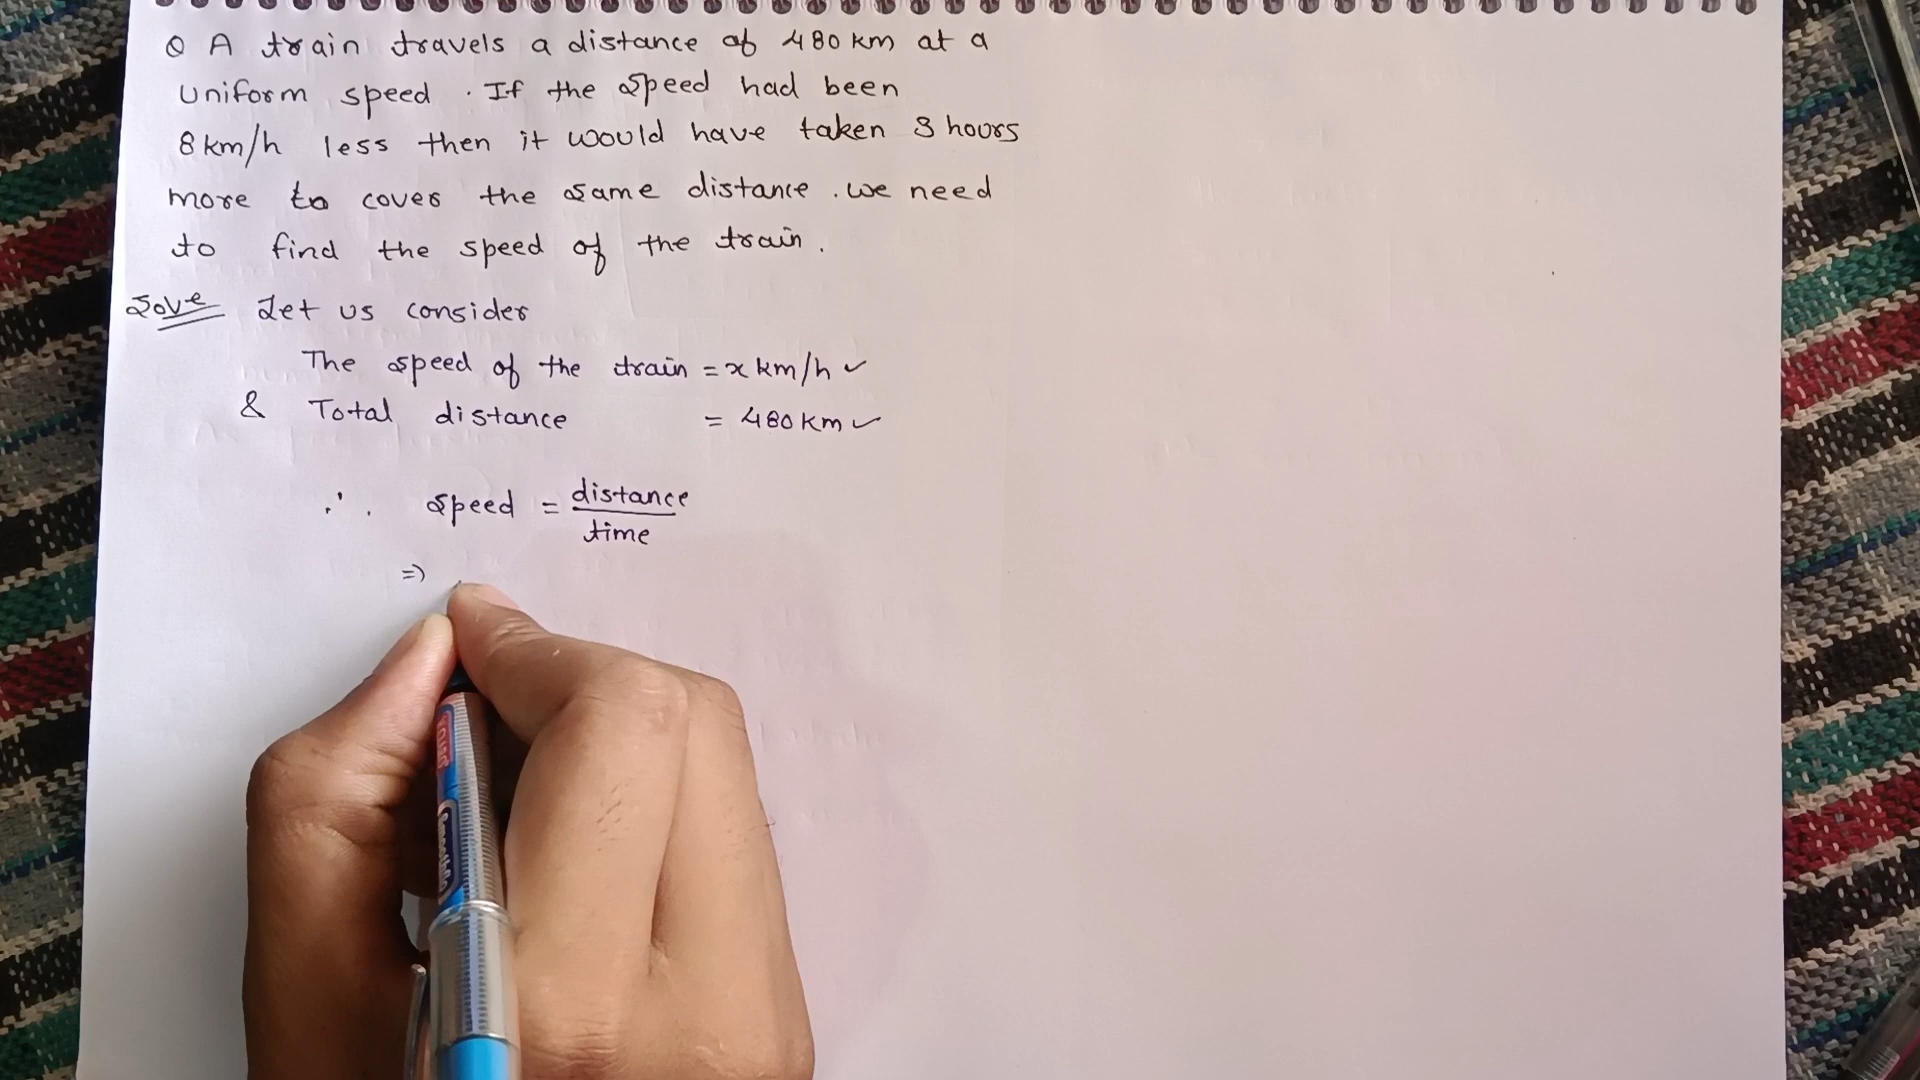 Q A train travels a distance of 480 km at a
uniform speed. If the speed had been
8 km/h less then it would have taken 3 hours
more to cover the same distance. we need
to find the speed of the train.
Solve Let us consider
The speed of the train = x km/h ✓
& Total distance = 480 km ✓
∴ speed = distance
time
⇒